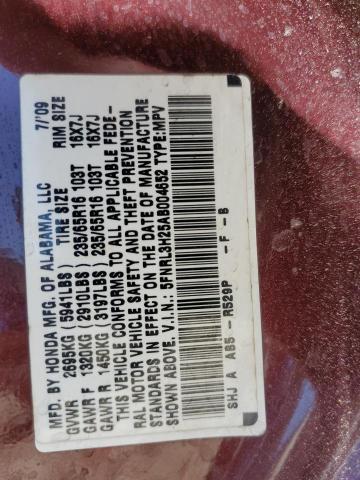 MFD. BY HONDA MFG. OF ALABAMA, LLC 7/'09
TIRE SIZE RIM SIZE
GVWR 2695KG (5941LBS)
GAWR F 1320KG (2910LBS) 235/65R16 103T 16X7J
GAWR R 1450KG (3197LBS) 235/65R16 103T 16X7J
THIS VEHICLE CONFORMS TO ALL APPLICABLE FEDE-
RAL MOTOR VEHICLE SAFETY AND THEFT PREVENTION
STANDARDS IN EFFECT ON THE DATE OF MANUFACTURE
SHOWN ABOVE. V.I.N.: 5FNRL3H25AB004652 TYPE:MPV
SHJ A AB5 - R529P - F - B